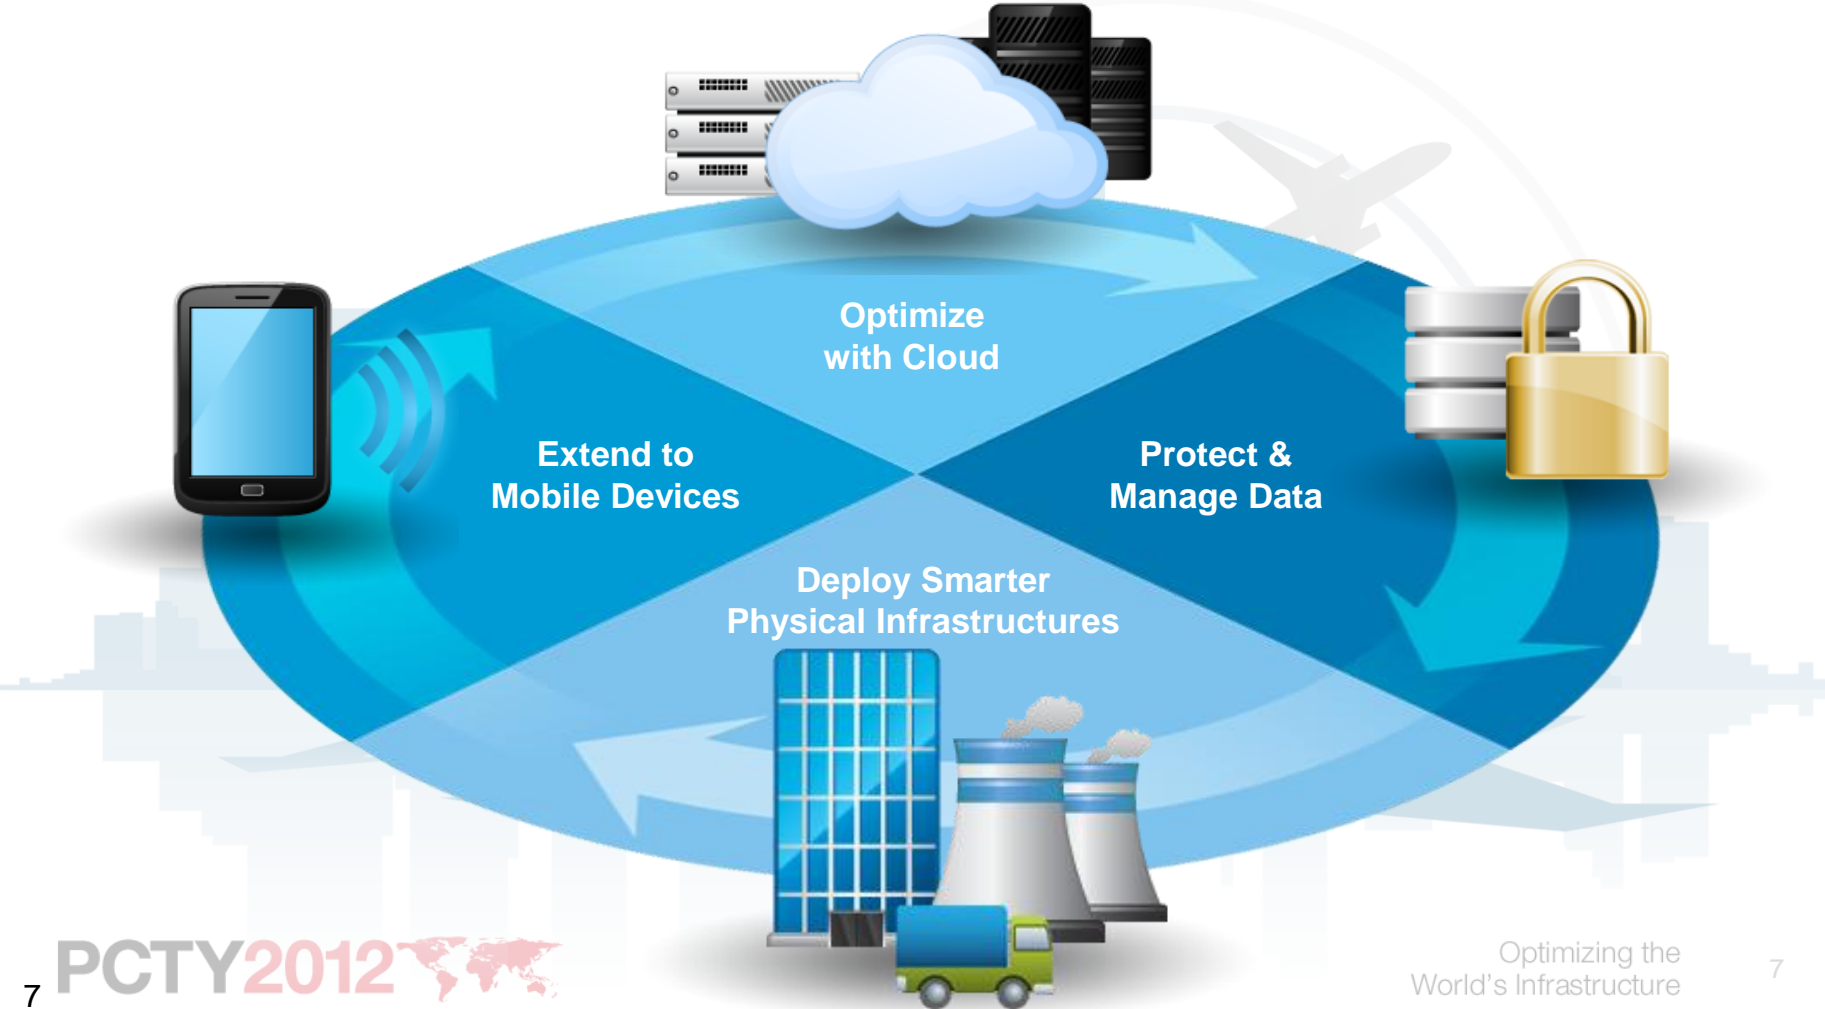 Optimize
with Cloud
Extend to
Mobile Devices
Protect &
Manage Data
Deploy Smarter
Physical Infrastructures
7
PCTY2012
Optimizing the
World's Infrastructure
7